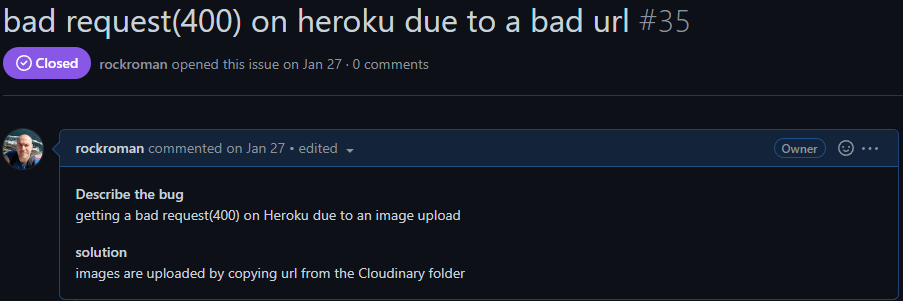 bad request(400) on heroku due to a bad url #35
Closed rockroman opened this issue on Jan 27 · 0 comments
rockroman commented on Jan 27 • edited Owner
Describe the bug
getting a bad request(400) on Heroku due to an image upload
solution
images are uploaded by copying url from the Cloudinary folder